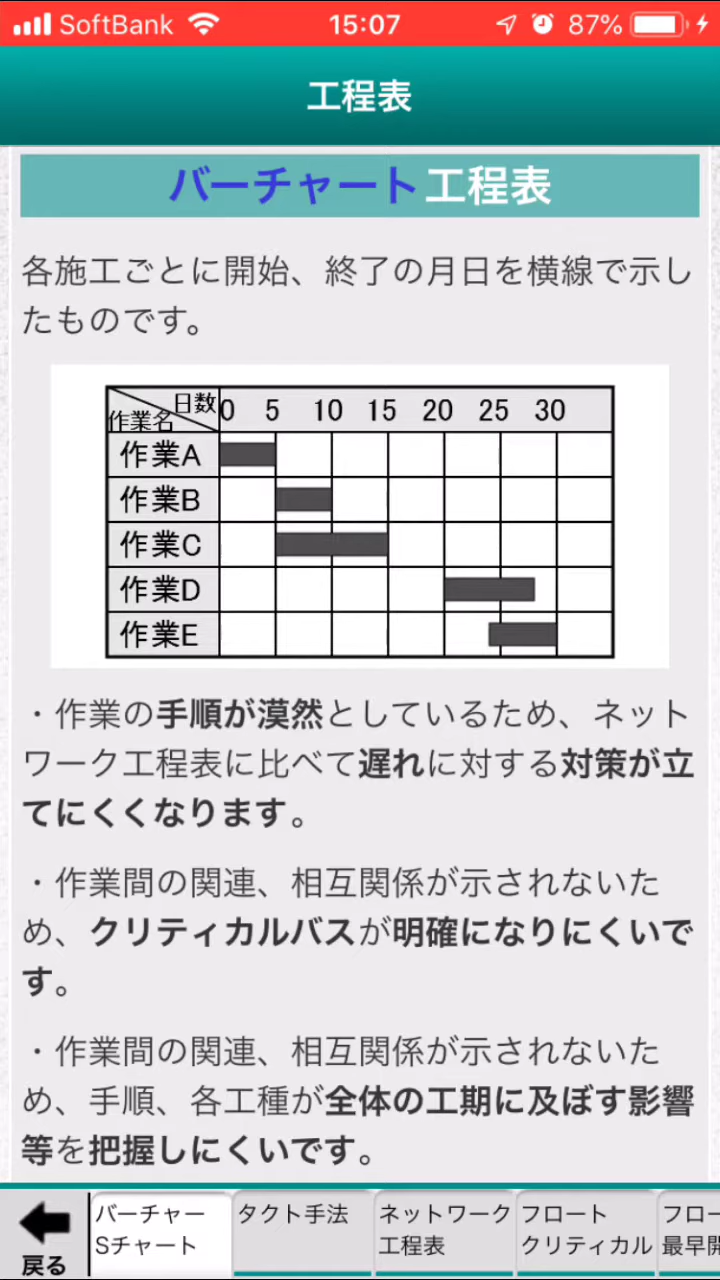 SoftBank 15:07 87%
工程表
バーチャート工程表
各施工ごとに開始、終了の月日を横線で示し
たものです。
日数 0 5 10 15 20 25 30
作業名
作業A
作業B
作業C
作業D
作業E
・作業の手順が漠然としているため、ネット
ワーク工程表に比べて遅れに対する対策が立
てにくくなります。
・作業間の関連、相互関係が示されないた
め、クリティカルバスが明確になりにくいで
す。
・作業間の関連、相互関係が示されないた
め、手順、各工種が全体の工期に及ぼす影響
等を把握しにくいです。
戻る
バーチャー
Sチャート
タクト手法
ネットワーク
工程表
フロート
クリティカル
フロー
最早開